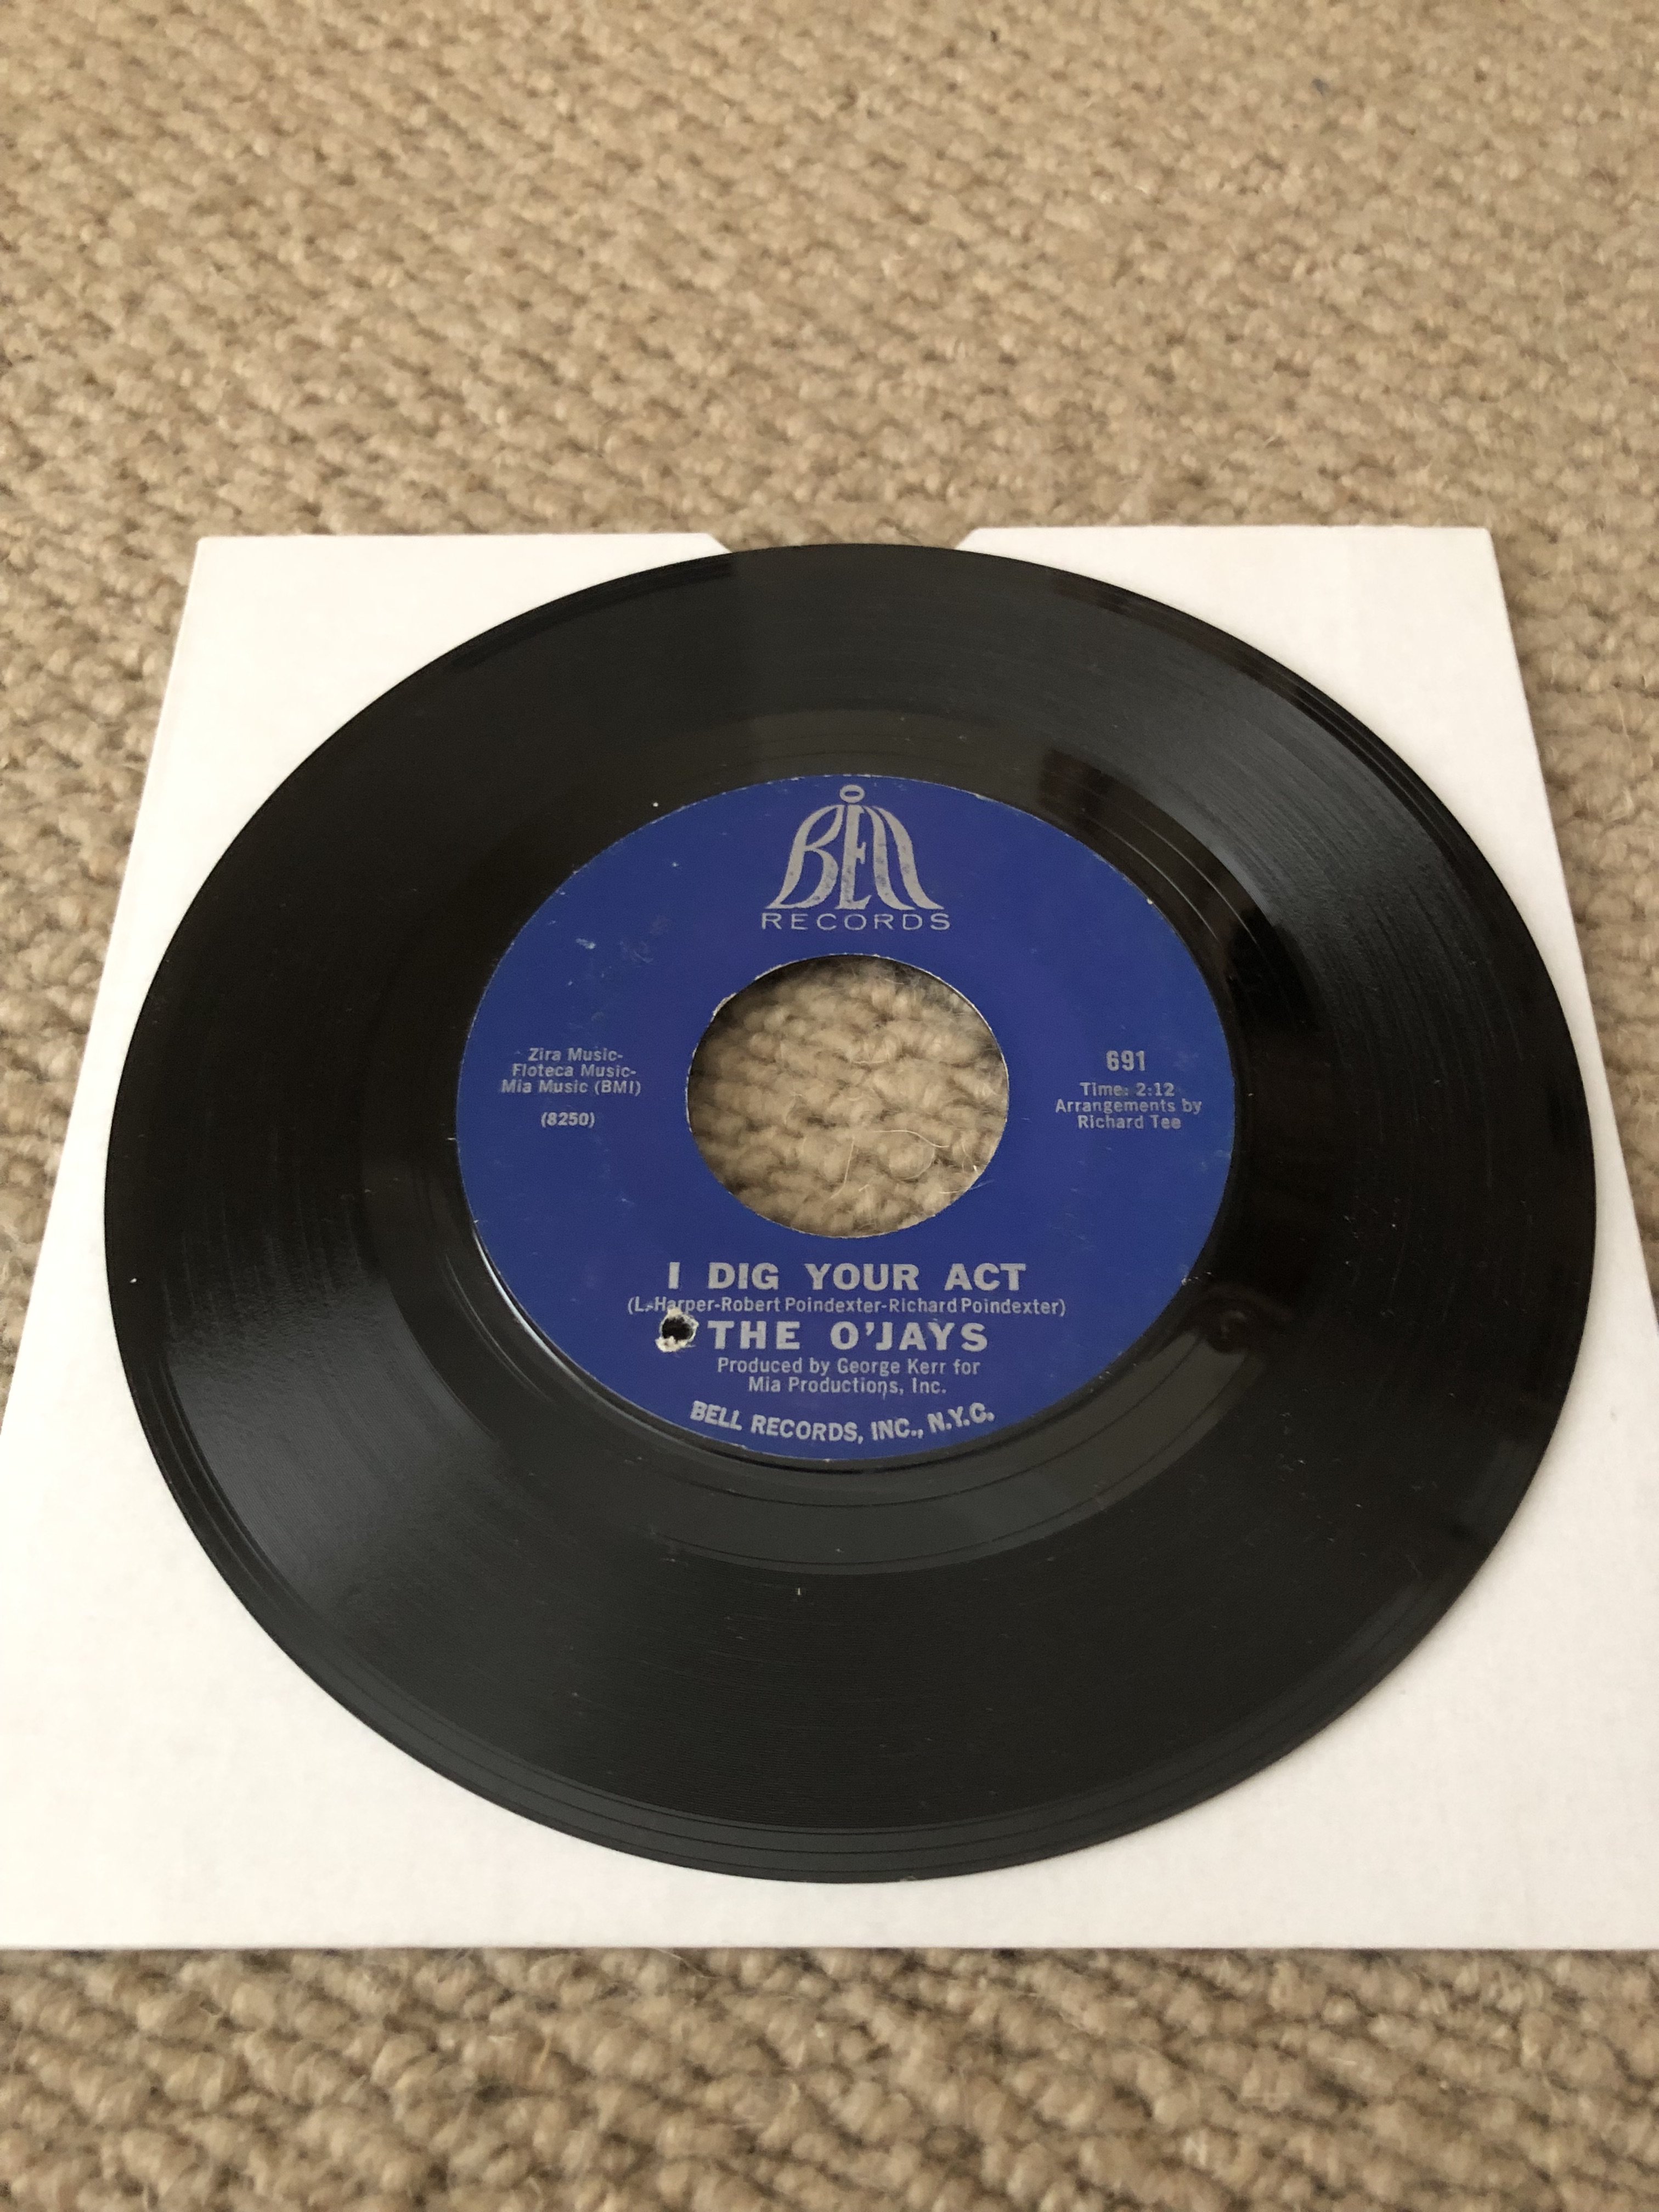 BELL
RECORDS
Zira Music-
Floteca Music-
Mia Music (BMI)
(8250)
691
Time: 2:12
Arrangements by
Richard Tee
I DIG YOUR ACT
(L. Harper-Robert Poindexter-Richard Poindexter)
THE O'JAYS
Produced by George Kerr for
Mia Productions, Inc.
BELL RECORDS, INC., N.Y.C.